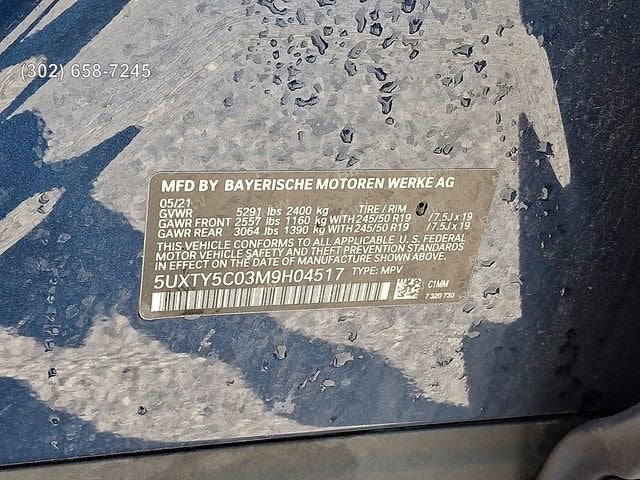 (302) 658-7245
MFD BY BAYERISCHE MOTOREN WERKE AG
05/21
GVWR 5291 lbs 2400 kg TIRE / RIM
GAWR FRONT 2557 lbs 1160 kg WITH 245/50 R19 /7.5J x 19
GAWR REAR 3064 lbs 1390 kg WITH 245/50 R19 /7.5J x 19
THIS VEHICLE CONFORMS TO ALL APPLICABLE U. S. FEDERAL
MOTOR VEHICLE SAFETY AND THEFT PREVENTION STANDARDS
IN EFFECT ON THE DATE OF MANUFACTURE SHOWN ABOVE.
5UXTY5C03M9H04517 TYPE: MPV
C1MM
7 320 730